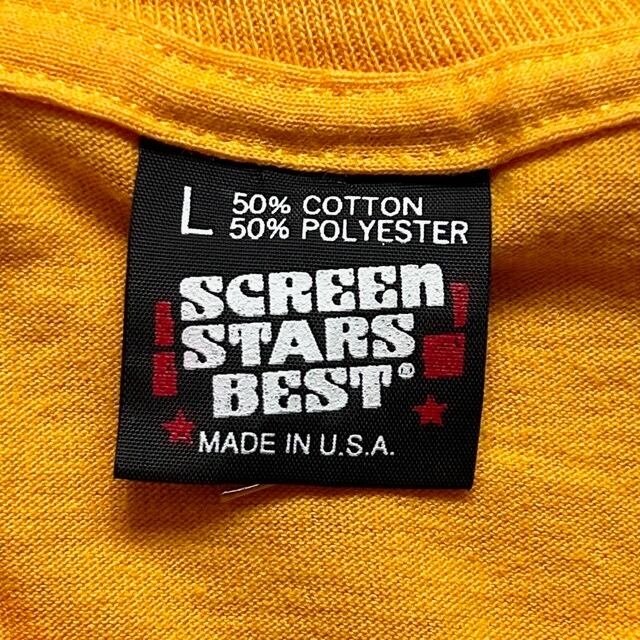 L 50% COTTON
50% POLYESTER
SCREEN
STARS
BEST®
MADE IN U.S.A.